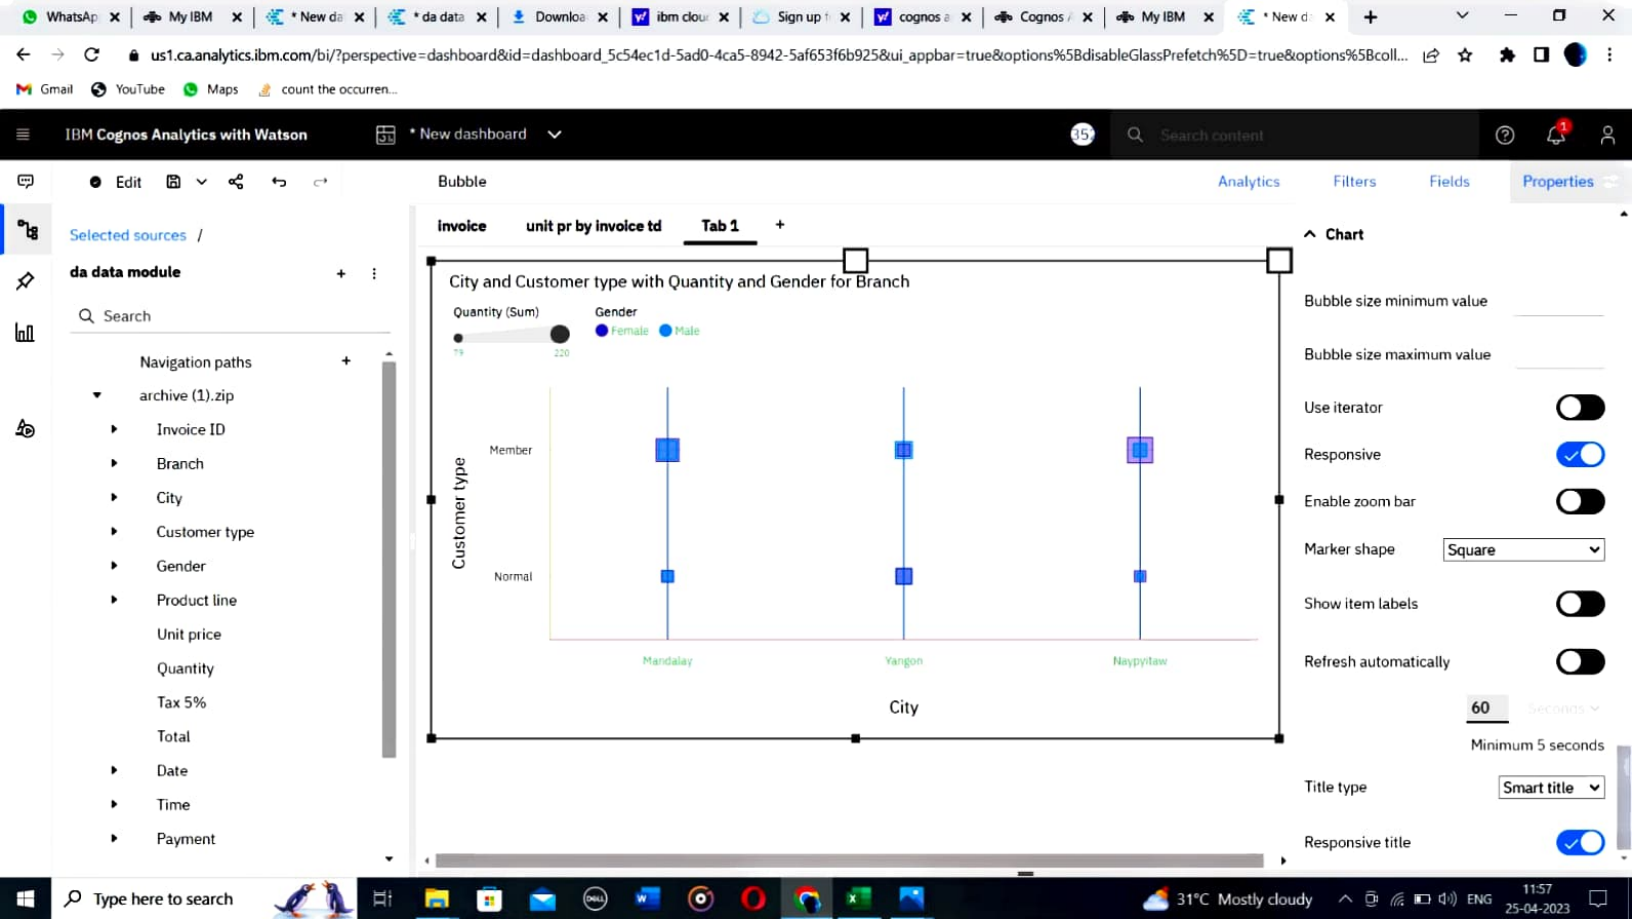 WhatsAp
My IBM
* New da
* da data
Downloa
ibm clou
Sign up f
cognos a
Cognos A
My IBM
* New d
us1.ca.analytics.ibm.com/bi/?perspective=dashboard&id=dashboard_5c54ec1d-5ad0-4ca5-8942-5af653f6b925&ui_appbar=true&options%5BdisableGlassPrefetch%5D=true&options%5Bcoll...
Gmail
YouTube
Maps
count the occurren...
IBM Cognos Analytics with Watson
* New dashboard
Search content
1
Edit
Bubble
Analytics
Filters
Fields
Properties
Selected sources /
da data module
Search
Navigation paths
archive (1).zip
Invoice ID
Branch
City
Customer type
Gender
Product line
Unit price
Quantity
Tax 5%
Total
Date
Time
Payment
invoice
unit pr by invoice td
Tab 1
City and Customer type with Quantity and Gender for Branch
Quantity (Sum)
79
220
Gender
Female
Male
Customer type
Member
Normal
Mandalay
Yangon
Naypyitaw
City
Chart
Bubble size minimum value
Bubble size maximum value
Use iterator
Responsive
Enable zoom bar
Marker shape
Square
Show item labels
Refresh automatically
60
Seconds
Minimum 5 seconds
Title type
Smart title
Responsive title
Type here to search
DELL
31°C Mostly cloudy
ENG
11:57
25-04-2023